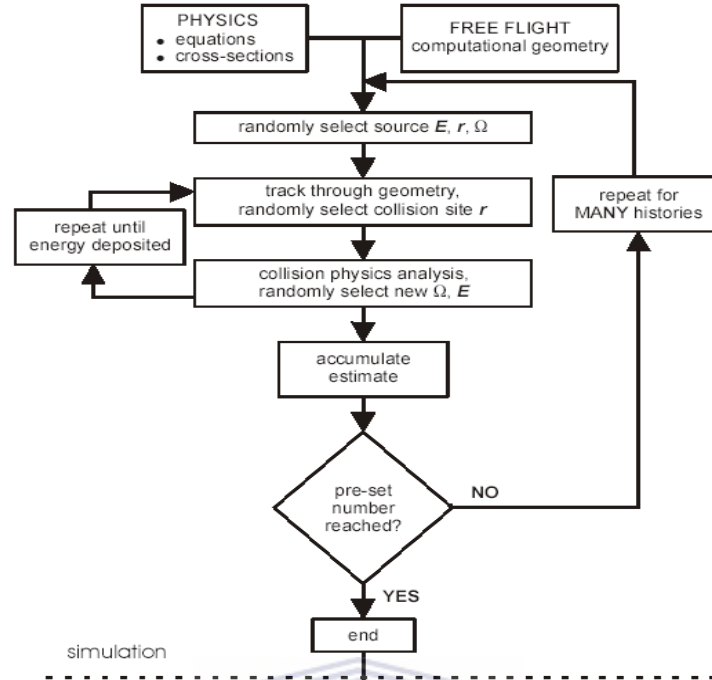 PHYSICS
• equations
• cross-sections
FREE FLIGHT
computational geometry
randomly select source E, r, Ω
track through geometry,
randomly select collision site r
repeat until
energy deposited
repeat for
MANY histories
collision physics analysis,
randomly select new Ω, E
accumulate
estimate
pre-set
number
reached?
NO
YES
end
simulation